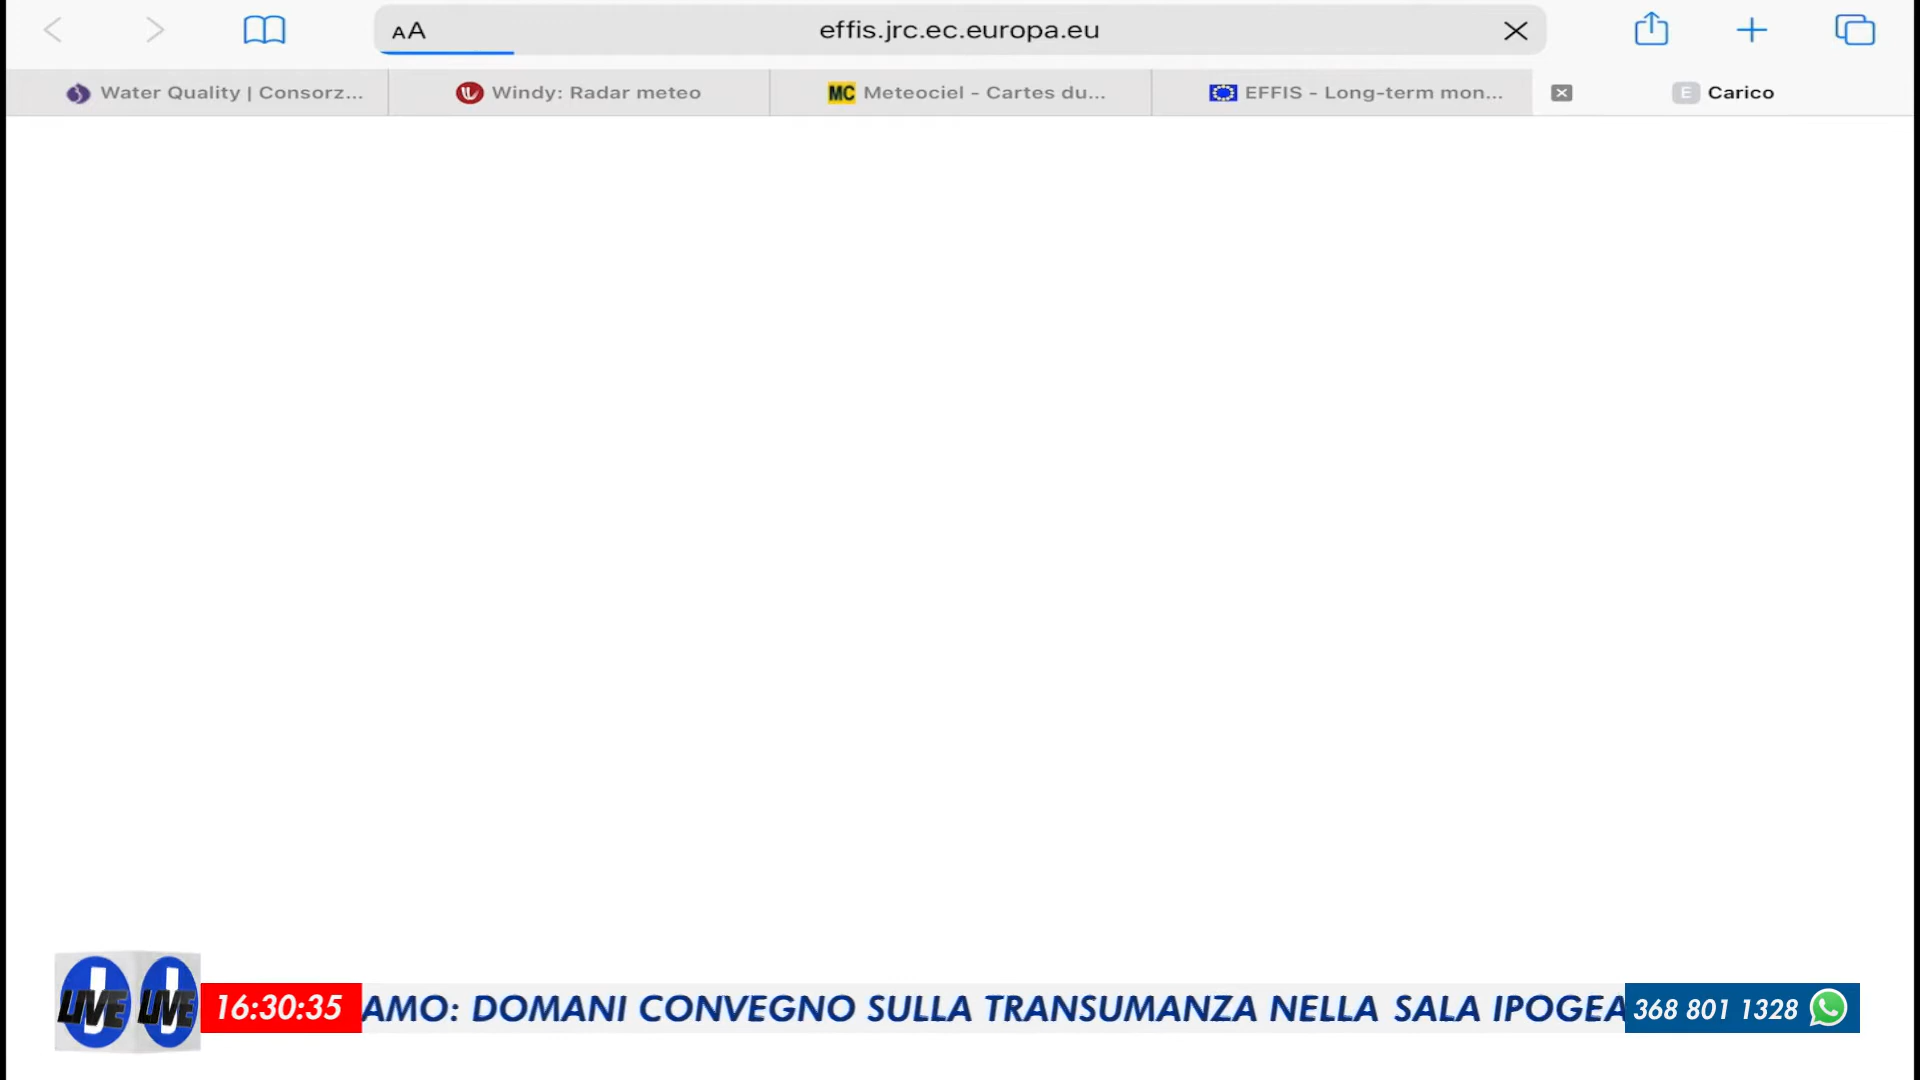 AA
effis.jrc.ec.europa.eu
Water Quality | Consorz...
Windy: Radar meteo
MC Meteociel - Cartes du...
EFFIS - Long-term mon...
E Carico
LIVE LIVE
16:30:35
AMO: DOMANI CONVEGNO SULLA TRANSUMANZA NELLA SALA IPOGEA
368 801 1328